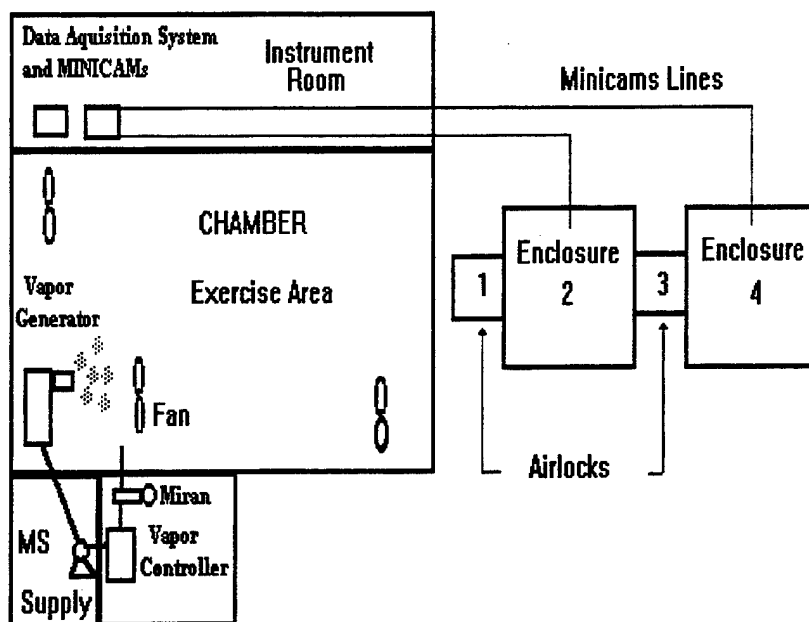 Data Aquisition System
and MINICAMs
Instrument
Room
Minicams Lines
CHAMBER
Exercise Area
Vapor
Generator
Fan
1
Enclosure
2
3
Enclosure
4
Airlocks
Miran
MS
Supply
Vapor
Controller